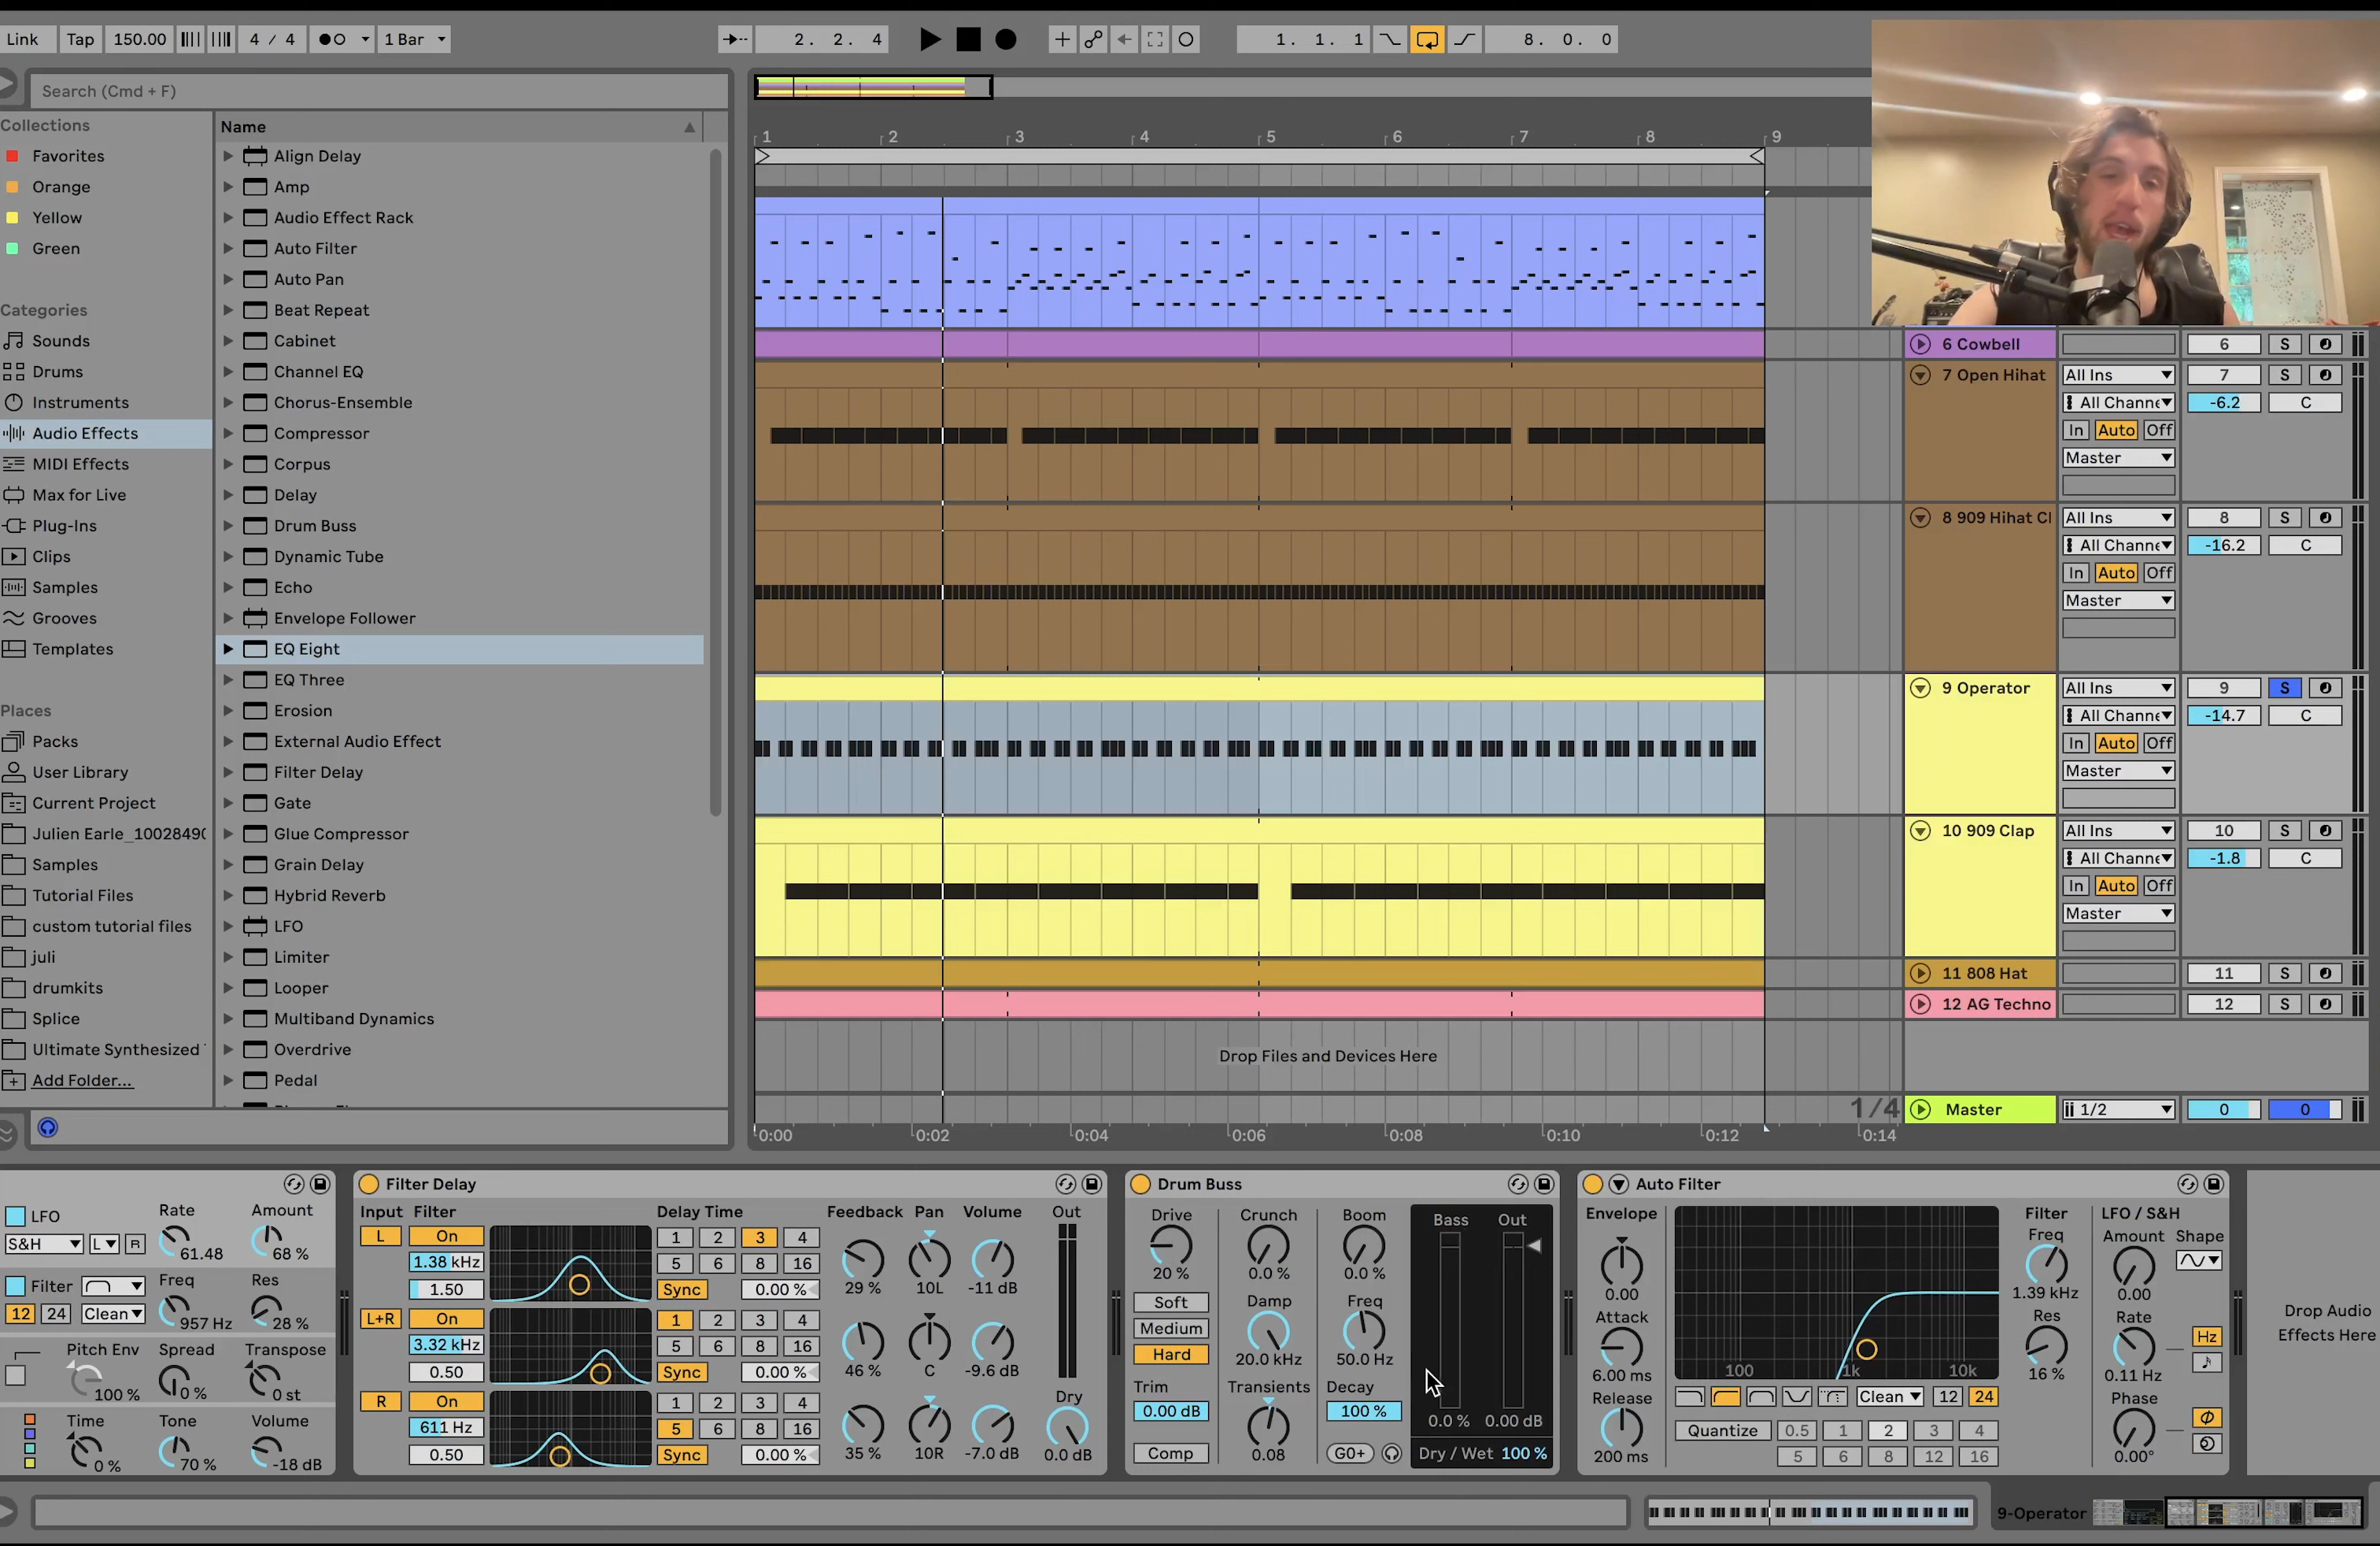 Link Tap 150.00 4 / 4 1 Bar 2. 2. 4 1. 1. 1 8. 0. 0
Search (Cmd + F)
Collections
Favorites
Orange
Yellow
Green
Categories
Sounds
Drums
Instruments
Audio Effects
MIDI Effects
Max for Live
Plug-Ins
Clips
Samples
Grooves
Templates
Places
Packs
User Library
Current Project
Julien Earle_1002849
Samples
Tutorial Files
custom tutorial files
juli
drumkits
Splice
Ultimate Synthesized
Add Folder...
Name
Align Delay
Amp
Audio Effect Rack
Auto Filter
Auto Pan
Beat Repeat
Cabinet
Channel EQ
Chorus-Ensemble
Compressor
Corpus
Delay
Drum Buss
Dynamic Tube
Echo
Envelope Follower
EQ Eight
EQ Three
Erosion
External Audio Effect
Filter Delay
Gate
Glue Compressor
Grain Delay
Hybrid Reverb
LFO
Limiter
Looper
Multiband Dynamics
Overdrive
Pedal
1 2 3 4 5 6 7 8 9
6 Cowbell 6 S
7 Open Hihat All Ins 7 S
All Channe -6.2 C
In Auto Off
Master
8 909 Hihat Cl All Ins 8 S
All Channe -16.2 C
In Auto Off
Master
9 Operator All Ins 9 S
All Channe -14.7 C
In Auto Off
Master
10 909 Clap All Ins 10 S
All Channe -1.8 C
In Auto Off
Master
11 808 Hat 11 S
12 AG Techno 12 S
Drop Files and Devices Here
1/4 Master 1/2 0 0
0:00 0:02 0:04 0:06 0:08 0:10 0:12 0:14
LFO Rate Amount
S&H L R 61.48 68 %
Filter Freq Res
12 24 Clean 957 Hz 28 %
Pitch Env Spread Transpose
100 % 0 % 0 st
Time Tone Volume
0 % 70 % -18 dB
Filter Delay
Input Filter Delay Time Feedback Pan Volume Out
L On 1 2 3 4
1.38 kHz 5 6 8 16
1.50 Sync 0.00 % 29 % 10L -11 dB
L+R On 1 2 3 4
3.32 kHz 5 6 8 16
0.50 Sync 0.00 % 46 % C -9.6 dB
R On 1 2 3 4 Dry
611 Hz 5 6 8 16
0.50 Sync 0.00 % 35 % 10R -7.0 dB 0.0 dB
Drum Buss
Drive Crunch Boom Bass Out
20 % 0.0 % 0.0 %
Soft Damp Freq
Medium
Hard 20.0 kHz 50.0 Hz
Trim Transients Decay
0.00 dB 100 % 0.0 % 0.00 dB
Comp 0.08 G0+ Dry / Wet 100 %
Auto Filter
Envelope Filter LFO / S&H
Freq Amount Shape
0.00 1.39 kHz 0.00
Attack Res Rate
100 1k 10k Hz
6.00 ms 16 % 0.11 Hz
Release Clean 12 24 Phase
Quantize 0.5 1 2 3 4
200 ms 5 6 8 12 16 0.00°
Drop Audio
Effects Here
9-Operator